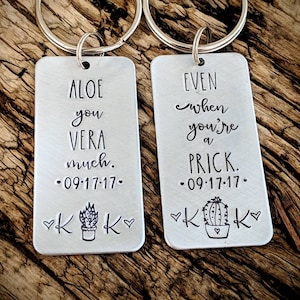 ALOE
you
VERA
much.
•09•17•17•
♡K K♡
EVEN
when
you're
a
PRICK.
•09•17•17•
♡K K♡